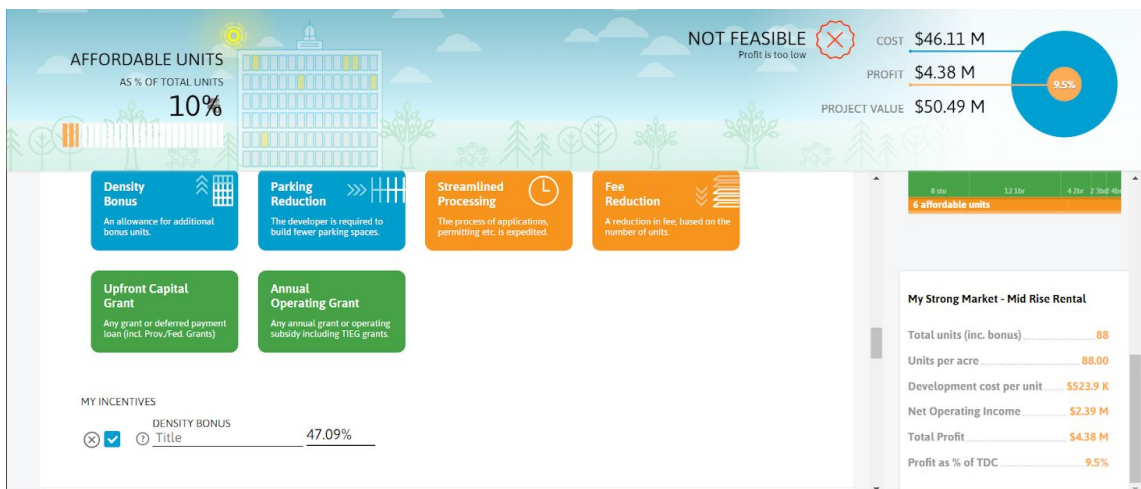 AFFORDABLE UNITS
AS % OF TOTAL UNITS
10%
NOT FEASIBLE
Profit is too low
COST $46.11 M
PROFIT $4.38 M
PROJECT VALUE $50.49 M
9.5%
Density
Bonus
An allowance for additional
bonus units.
Parking
Reduction
The developer is required to
build fewer parking spaces.
Streamlined
Processing
The process of applications,
permitting etc. is expedited.
Fee
Reduction
A reduction in fee, based on the
number of units.
Upfront Capital
Grant
Any grant or deferred payment
loan (incl. Prov./Fed. Grants)
Annual
Operating Grant
Any annual grant or operating
subsidy including TIEG grants.
MY INCENTIVES
DENSITY BONUS
? Title 47.09%
8 stu 12 1br 4 2br 2 3bd
6 affordable units
My Strong Market - Mid Rise Rental
Total units (inc. bonus) 88
Units per acre 88.00
Development cost per unit $523.9 K
Net Operating Income $2.39 M
Total Profit $4.38 M
Profit as % of TDC 9.5%